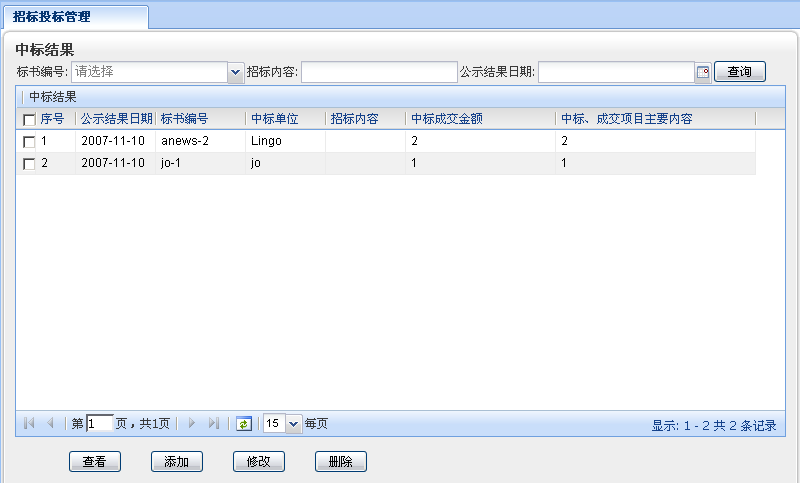 招标投标管理
中标结果
标书编号: 请选择 招标内容: 公示结果日期: 查询
中标结果
序号 公示结果日期 标书编号 中标单位 招标内容 中标成交金额 中标、成交项目主要内容
1 2007-11-10 anews-2 Lingo 2 2
2 2007-11-10 jo-1 jo 1 1
第 1 页，共1页 15 每页 显示: 1 - 2 共 2 条记录
查看 添加 修改 删除